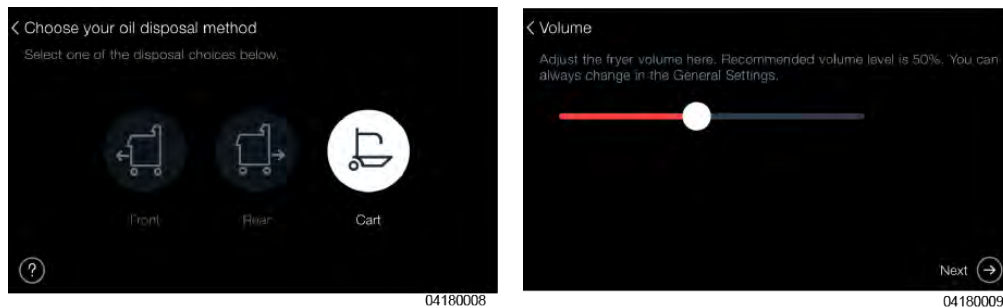 Choose your oil disposal method
Select one of the disposal choices below.
Front
Rear
Cart
?
04180008
Volume
Adjust the fryer volume here. Recommended volume level is 50%. You can
always change in the General Settings.
Next
04180009